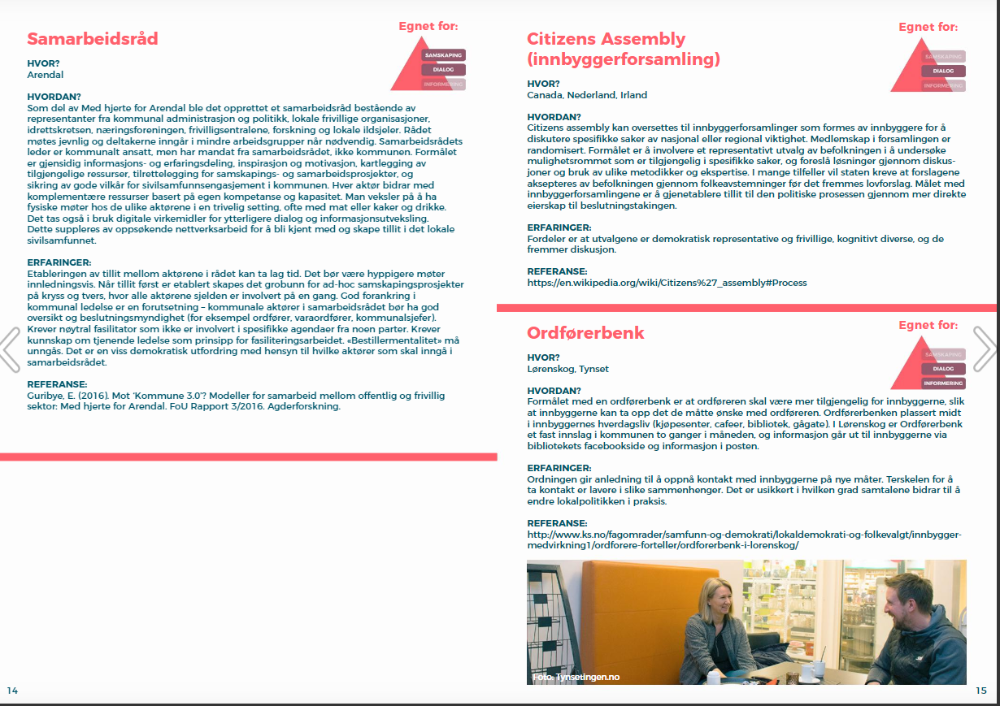 Samarbeidsråd
Egnet for:
SAMSKAPING
DIALOG
INFORMERING
HVOR?
Arendal
HVORDAN?
Som del av Med hjerte for Arendal ble det opprettet et samarbeidsråd bestående av
representanter fra kommunal administrasjon og politikk, lokale frivillige organisasjoner,
idrettskretsen, næringsforeningen, frivilligsentralene, forskning og lokale ildsjeler. Rådet
møtes jevnlig og deltakerne inngår i mindre arbeidsgrupper når nødvendig. Samarbeidsrådets
leder er kommunalt ansatt, men har mandat fra samarbeidsrådet, ikke kommunen. Formålet
er gjensidig informasjons- og erfaringsdeling, inspirasjon og motivasjon, kartlegging av
tilgjengelige ressurser, tilrettelegging for samskapings- og samarbeidsprosjekter, og
sikring av gode vilkår for sivilsamfunnsengasjement i kommunen. Hver aktør bidrar med
komplementære ressurser basert på egen kompetanse og kapasitet. Man veksler på å ha
fysiske møter hos de ulike aktørene i en trivelig setting, ofte med mat eller kaker og drikke.
Det tas også i bruk digitale virkemidler for ytterligere dialog og informasjonsutveksling.
Dette suppleres av oppsøkende nettverksarbeid for å bli kjent med og skape tillit i det lokale
sivilsamfunnet.
ERFARINGER:
Etableringen av tillit mellom aktørene i rådet kan ta lag tid. Det bør være hyppigere møter
innledningsvis. Når tillit først er etablert skapes det grobunn for ad-hoc samskapingsprosjekter
på kryss og tvers, hvor alle aktørene sjelden er involvert på en gang. God forankring i
kommunal ledelse er en forutsetning – kommunale aktører i samarbeidsrådet bør ha god
oversikt og beslutningsmyndighet (for eksempel ordfører, varaordfører, kommunalsjefer).
Krever nøytral fasilitator som ikke er involvert i spesifikke agendaer fra noen parter. Krever
kunnskap om tjenende ledelse som prinsipp for fasiliteringsarbeidet. «Bestillermentalitet» må
unngås. Det er en viss demokratisk utfordring med hensyn til hvilke aktører som skal inngå i
samarbeidsrådet.
REFERANSE:
Guribye, E. (2016). Mot ‘Kommune 3.0’? Modeller for samarbeid mellom offentlig og frivillig
sektor: Med hjerte for Arendal. FoU Rapport 3/2016. Agderforskning.
14
Citizens Assembly
(innbyggerforsamling)
Egnet for:
SAMSKAPING
DIALOG
INFORMERING
HVOR?
Canada, Nederland, Irland
HVORDAN?
Citizens assembly kan oversettes til innbyggerforsamlinger som formes av innbyggere for å
diskutere spesifikke saker av nasjonal eller regional viktighet. Medlemskap i forsamlingen er
randomisert. Formålet er å involvere et representativt utvalg av befolkningen i å undersøke
mulighetsrommet som er tilgjengelig i spesifikke saker, og foreslå løsninger gjennom diskus-
joner og bruk av ulike metodikker og ekspertise. I mange tilfeller vil staten kreve at forslagene
aksepteres av befolkningen gjennom folkeavstemninger før det fremmes lovforslag. Målet med
innbyggerforsamlingene er å gjenetablere tillit til den politiske prosessen gjennom mer direkte
eierskap til beslutningstakingen.
ERFARINGER:
Fordeler er at utvalgene er demokratisk representative og frivillige, kognitivt diverse, og de
fremmer diskusjon.
REFERANSE:
https://en.wikipedia.org/wiki/Citizens%27_assembly#Process
Ordførerbenk
Egnet for:
SAMSKAPING
DIALOG
INFORMERING
HVOR?
Lørenskog, Tynset
HVORDAN?
Formålet med en ordførerbenk er at ordføreren skal være mer tilgjengelig for innbyggerne, slik
at innbyggerne kan ta opp det de måtte ønske med ordføreren. Ordførerbenken plassert midt
i innbyggernes hverdagsliv (kjøpesenter, cafeer, bibliotek, gågate). I Lørenskog er Ordførerbenk
et fast innslag i kommunen to ganger i måneden, og informasjon går ut til innbyggerne via
bibliotekets facebookside og informasjon i posten.
ERFARINGER:
Ordningen gir anledning til å oppnå kontakt med innbyggerne på nye måter. Terskelen for å
ta kontakt er lavere i slike sammenhenger. Det er usikkert i hvilken grad samtalene bidrar til å
endre lokalpolitikken i praksis.
REFERANSE:
http://www.ks.no/fagomrader/samfunn-og-demokrati/lokaldemokrati-og-folkevalgt/innbygger-
medvirkning1/ordforere-forteller/ordforerbenk-i-lorenskog/
Foto: Tynsetingen.no
15